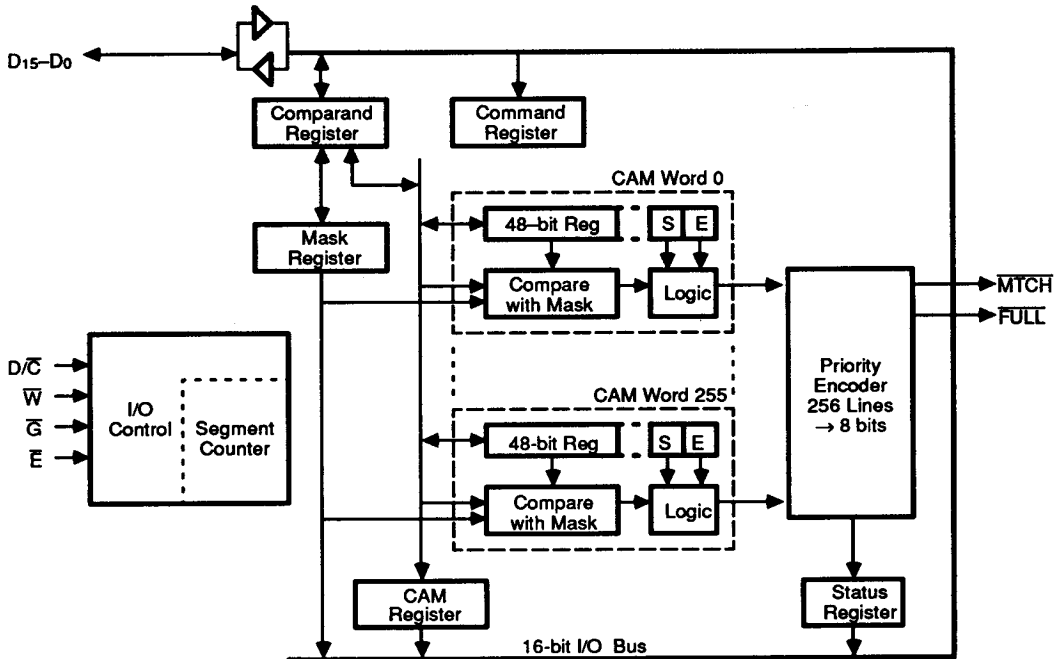 D15–D0
Comparand
Register
Command
Register
CAM Word 0
48–bit Reg
S
E
Mask
Register
Compare
with Mask
Logic
MTCH
FULL
D/C
W
G
E
I/O
Control
Segment
Counter
Priority
Encoder
256 Lines
→ 8 bits
CAM Word 255
48-bit Reg
S
E
Compare
with Mask
Logic
CAM
Register
Status
Register
16-bit I/O Bus